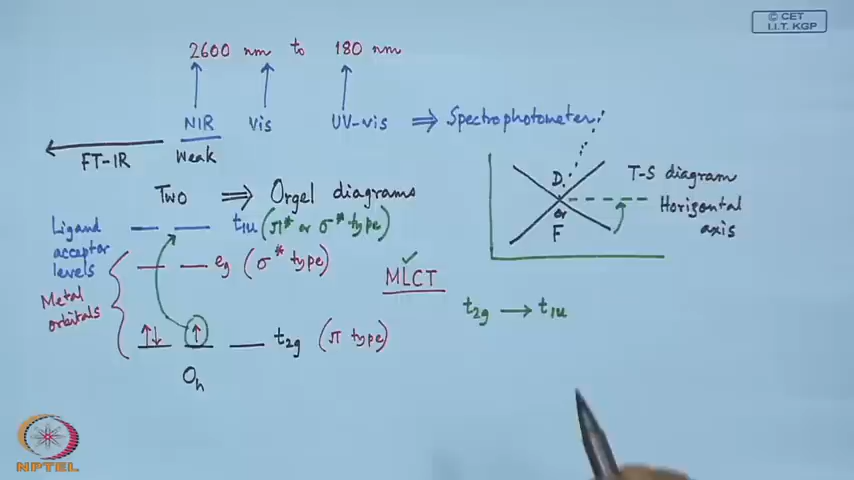 © CET
I.I.T. KGP
2600 nm to 180 nm
NIR Vis UV-vis ⇒ Spectrophotometer
FT-IR Weak
Two ⇒ Orgel diagrams
D or F
T-S diagram
Horizontal axis
Ligand acceptor levels
t1u (π* or σ* type)
Metal orbitals
eg (σ* type)
MLCT ✓
t2g → t1u
↑↓ ↑ t2g (π type)
Oh
NPTEL